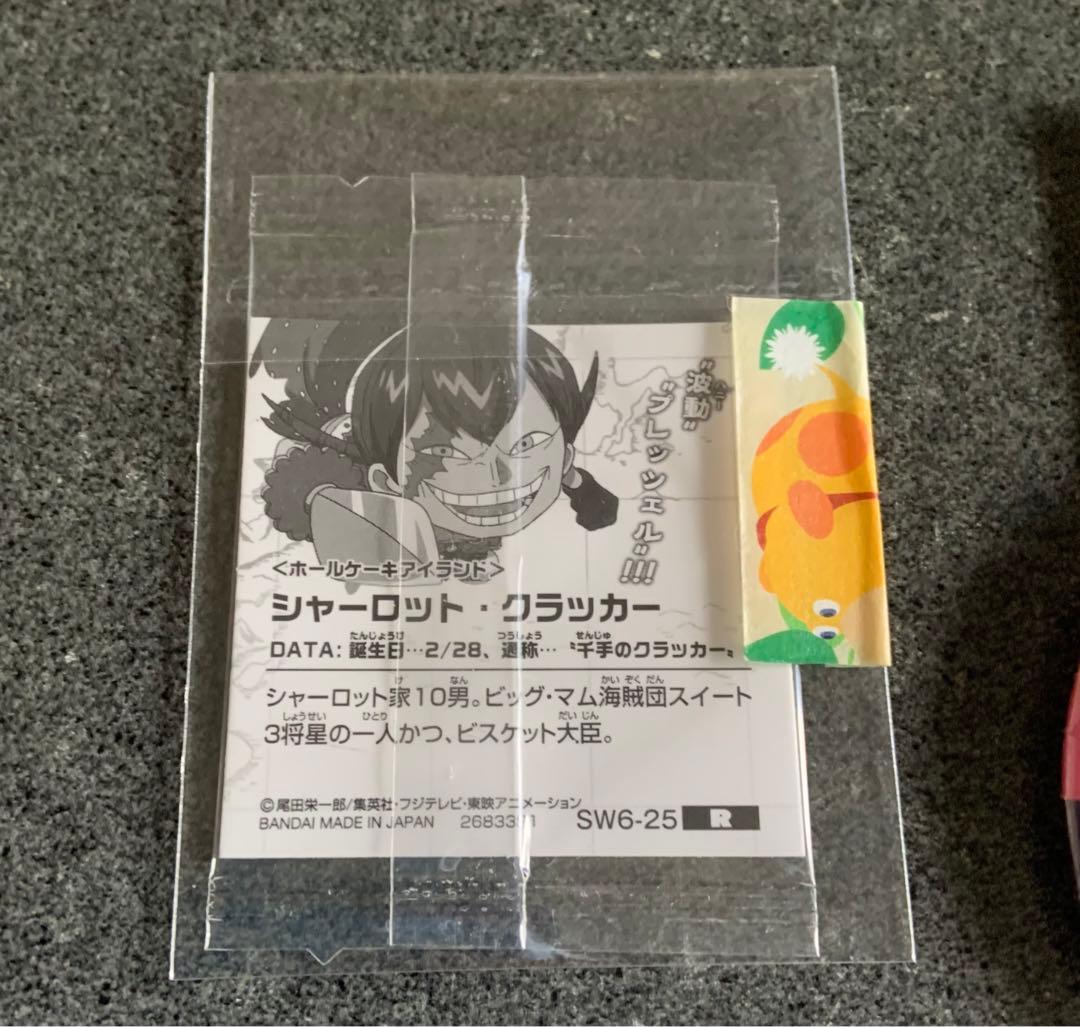 "波動"
"プレッツェル"!!!
<ホールケーキアイランド>
シャーロット・クラッカー
DATA: 誕生日…2/28、通称…〝千手のクラッカー〟
シャーロット家10男。ビッグ・マム海賊団スイート
3将星の一人かつ、ビスケット大臣。
©尾田栄一郎/集英社・フジテレビ・東映アニメーション
BANDAI MADE IN JAPAN 2683391
SW6-25 R